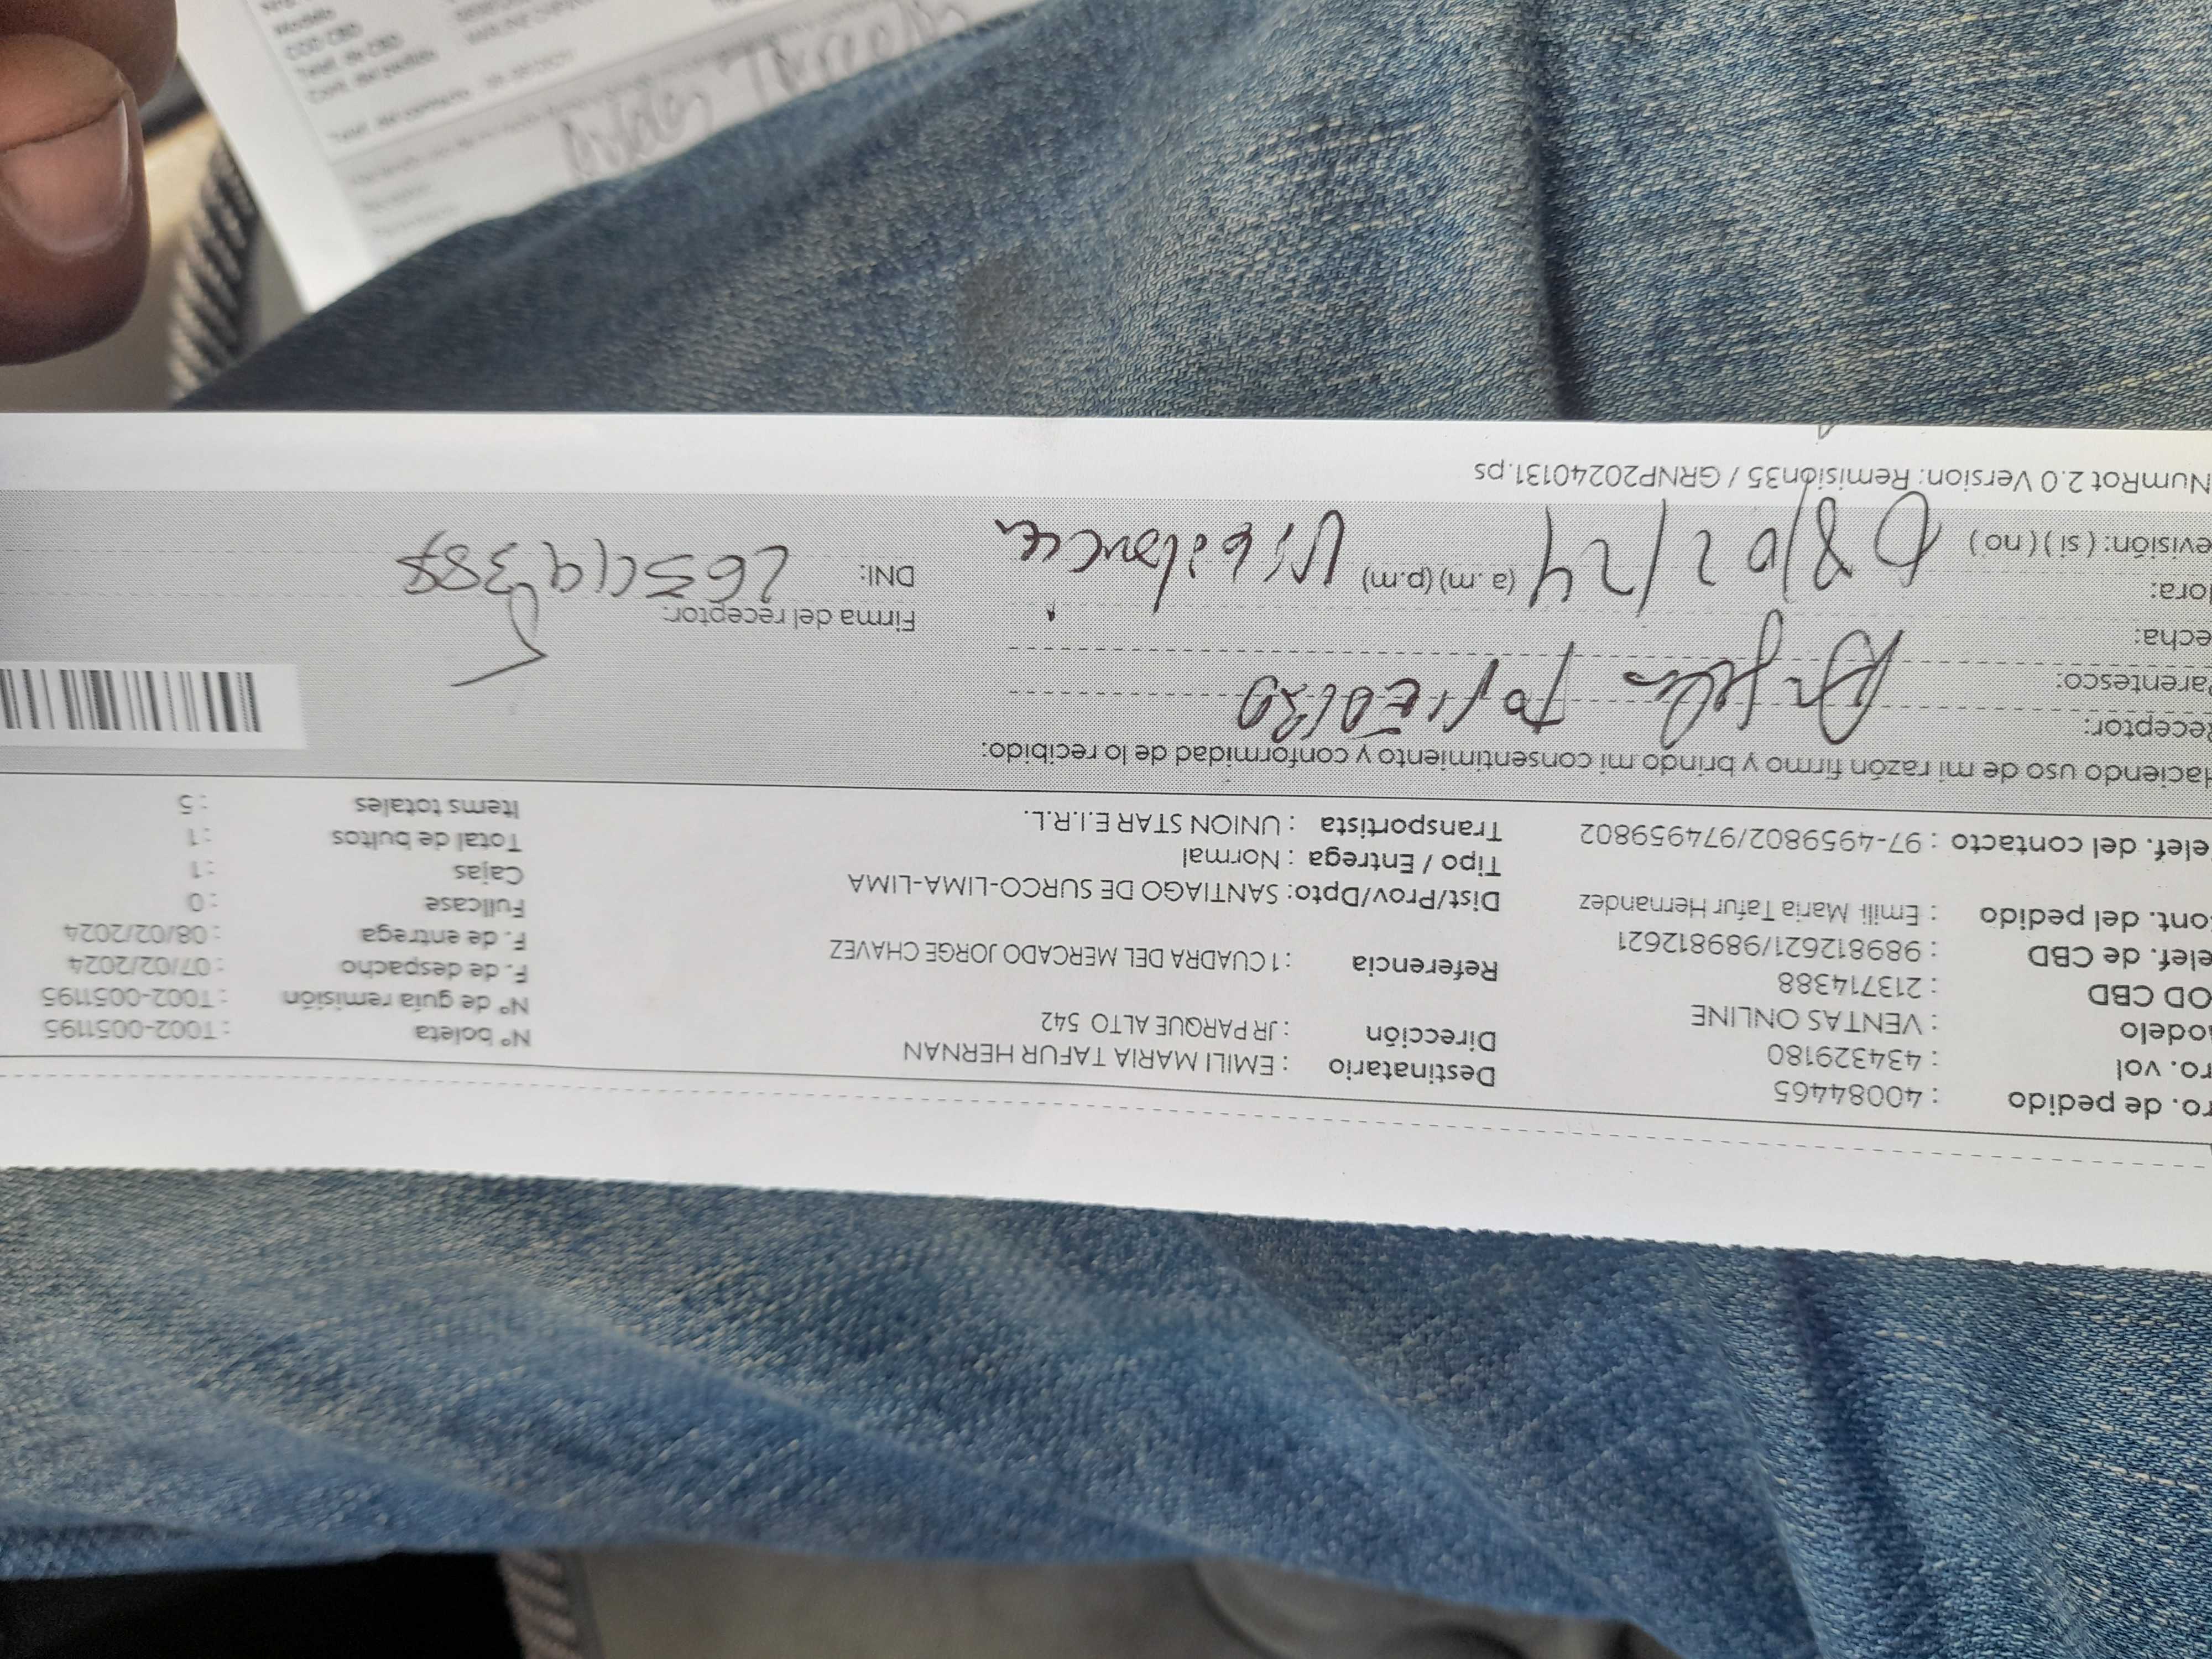 ro. de pedido : 40084465
ro. vol : 43429180
odelo : VENTAS ONLINE
OD CBD : 213714388
elef. de CBD : 989812621/989812621
ont. del pedido : Emili Maria Tafur Hernandez
elef. del contacto : 97-4959802/974959802
Destinatario : EMILI MARIA TAFUR HERNAN
Dirección : JR PARQUE ALTO 542
Referencia : 1 CUADRA DEL MERCADO JORGE CHAVEZ
Dist/Prov/Dpto: SANTIAGO DE SURCO-LIMA-LIMA
Tipo / Entrega : Normal
Transportista : UNION STAR E.I.R.L.
N° boleta : T002-0051195
N° de guía remisión : T002-0051195
F. de despacho : 07/02/2024
F. de entrega : 08/02/2024
Fullcase : 0
Cajas : 1
Total de bultos : 1
Items totales : 5
Haciendo uso de mi razón firmo y brindo mi consentimiento y conformidad de lo recibido:
Receptor:
Parentesco:
echa:
ora: 08/02/24 (a.m) (p.m)
evisión: ( si ) ( no )
Firma del receptor:
DNI:
NumRot 2.0 Version: Remisión35 / GRNP20240131.ps